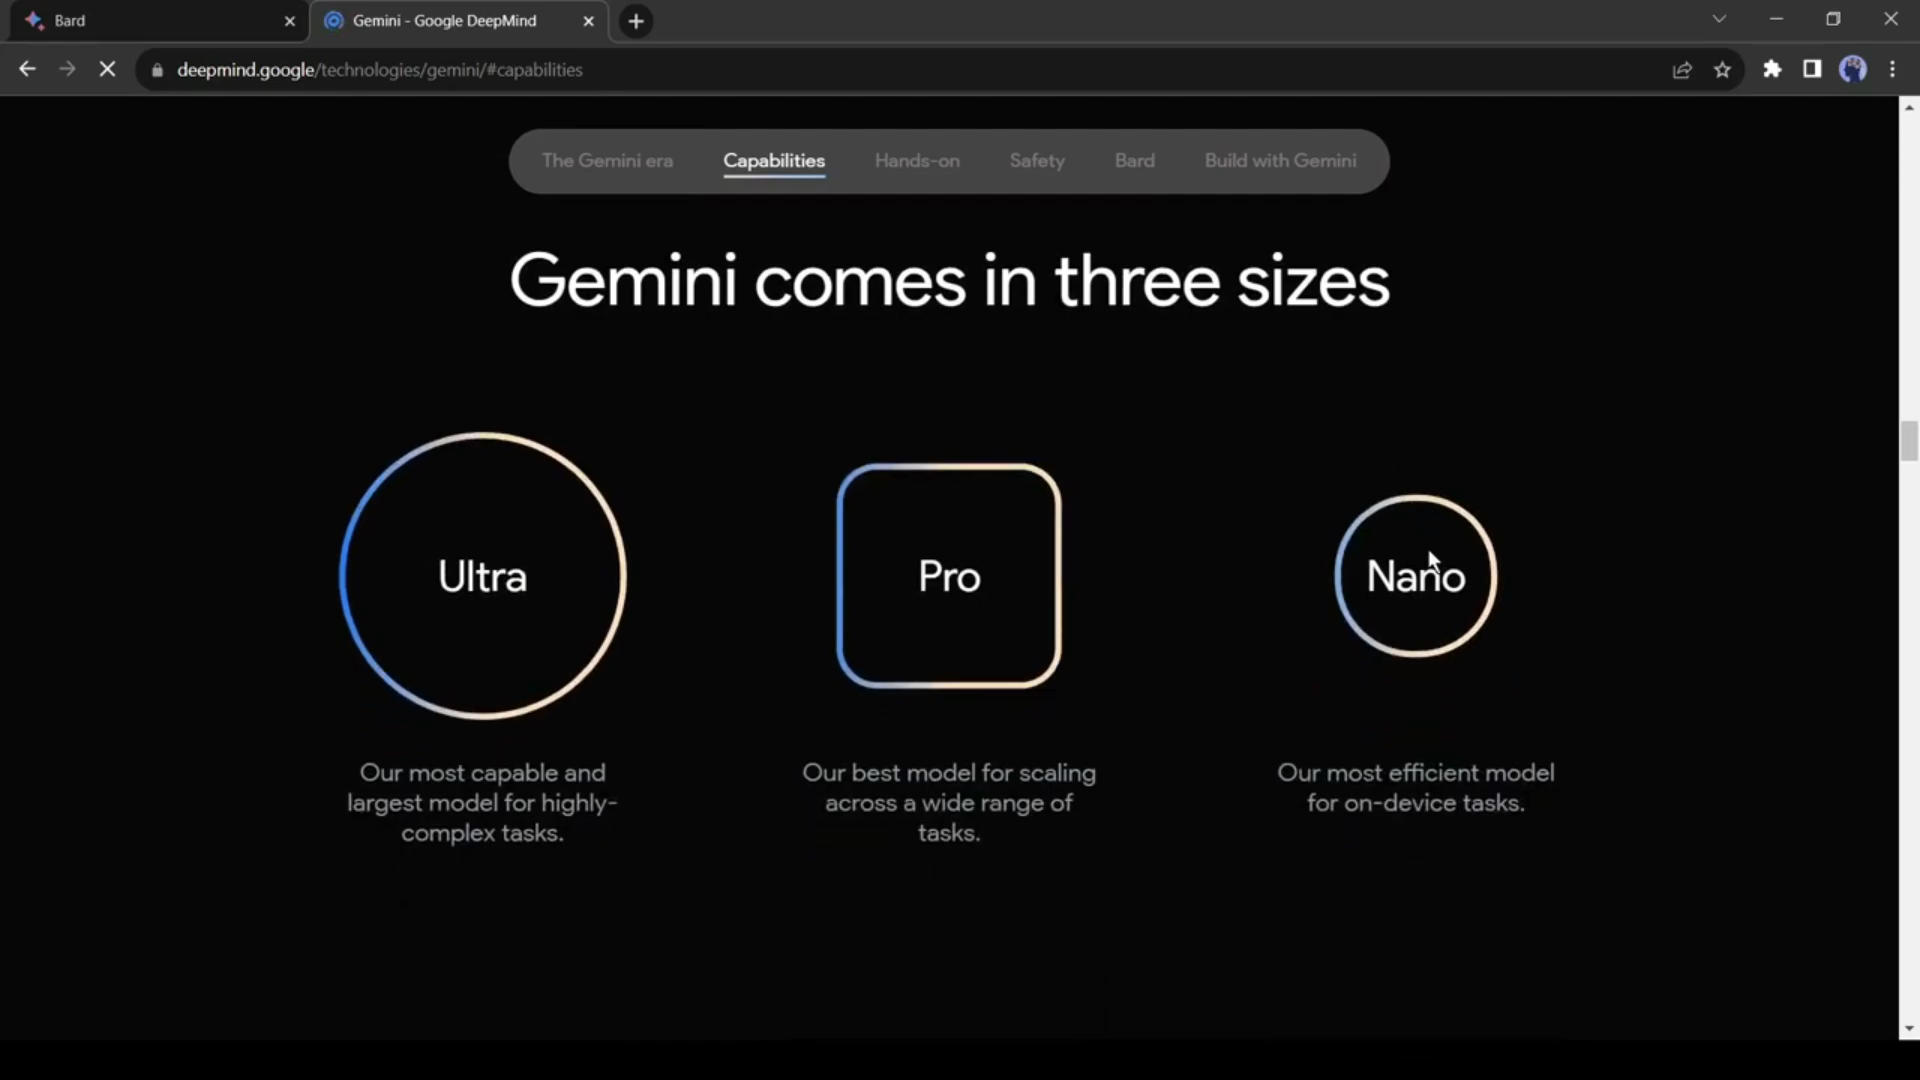 Bard
Gemini - Google DeepMind
deepmind.google/technologies/gemini/#capabilities
The Gemini era
Capabilities
Hands-on
Safety
Bard
Build with Gemini
Gemini comes in three sizes
Ultra
Pro
Nano
Our most capable and
largest model for highly-
complex tasks.
Our best model for scaling
across a wide range of
tasks.
Our most efficient model
for on-device tasks.